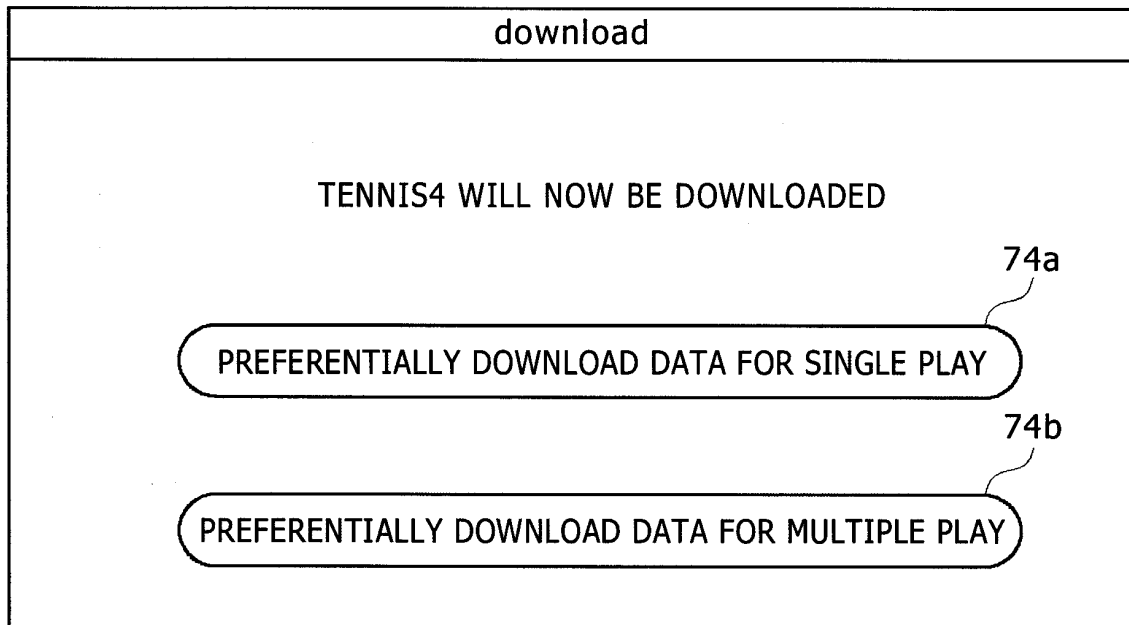 download
TENNIS4 WILL NOW BE DOWNLOADED
74a
PREFERENTIALLY DOWNLOAD DATA FOR SINGLE PLAY
74b
PREFERENTIALLY DOWNLOAD DATA FOR MULTIPLE PLAY